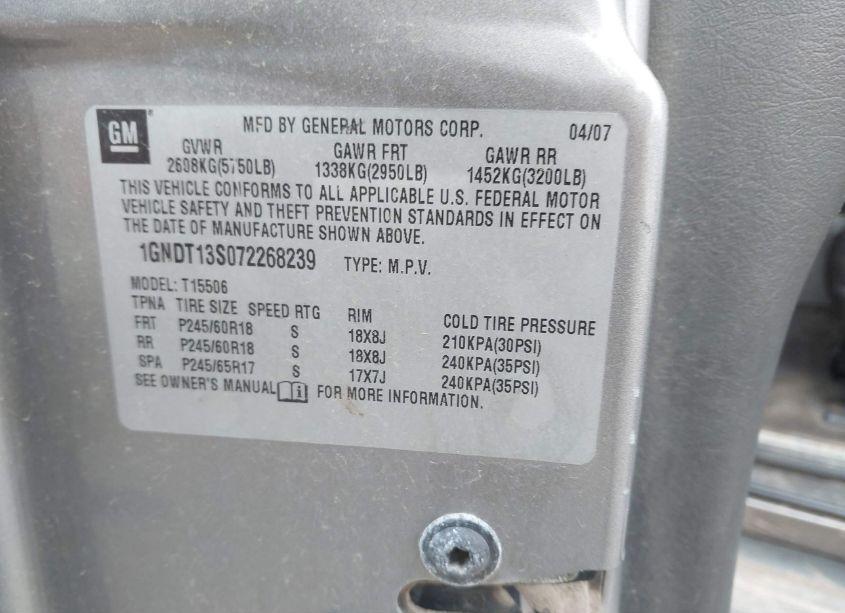 GM MFD BY GENERAL MOTORS CORP. 04/07
GVWR GAWR FRT GAWR RR
2608KG(5750LB) 1338KG(2950LB) 1452KG(3200LB)
THIS VEHICLE CONFORMS TO ALL APPLICABLE U.S. FEDERAL MOTOR
VEHICLE SAFETY AND THEFT PREVENTION STANDARDS IN EFFECT ON
THE DATE OF MANUFACTURE SHOWN ABOVE.
1GNDT13S072268239 TYPE: M.P.V.
MODEL: T15506
TPNA TIRE SIZE SPEED RTG RIM COLD TIRE PRESSURE
FRT P245/60R18 S 18X8J 210KPA(30PSI)
RR P245/60R18 S 18X8J 240KPA(35PSI)
SPA P245/65R17 S 17X7J 240KPA(35PSI)
SEE OWNER'S MANUAL i FOR MORE INFORMATION.